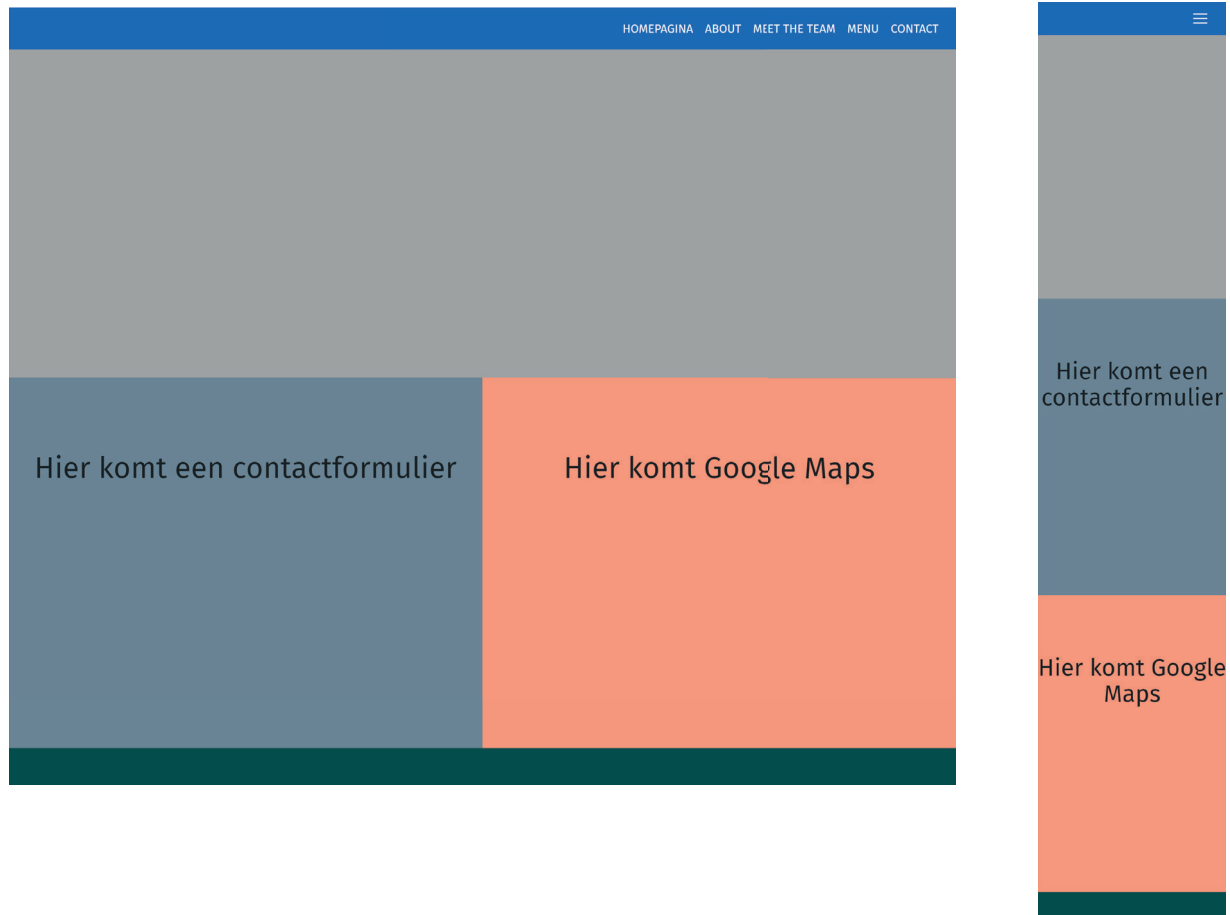 HOMEPAGINA ABOUT MEET THE TEAM MENU CONTACT
Hier komt een contactformulier
Hier komt Google Maps
Hier komt een
contactformulier
Hier komt Google
Maps